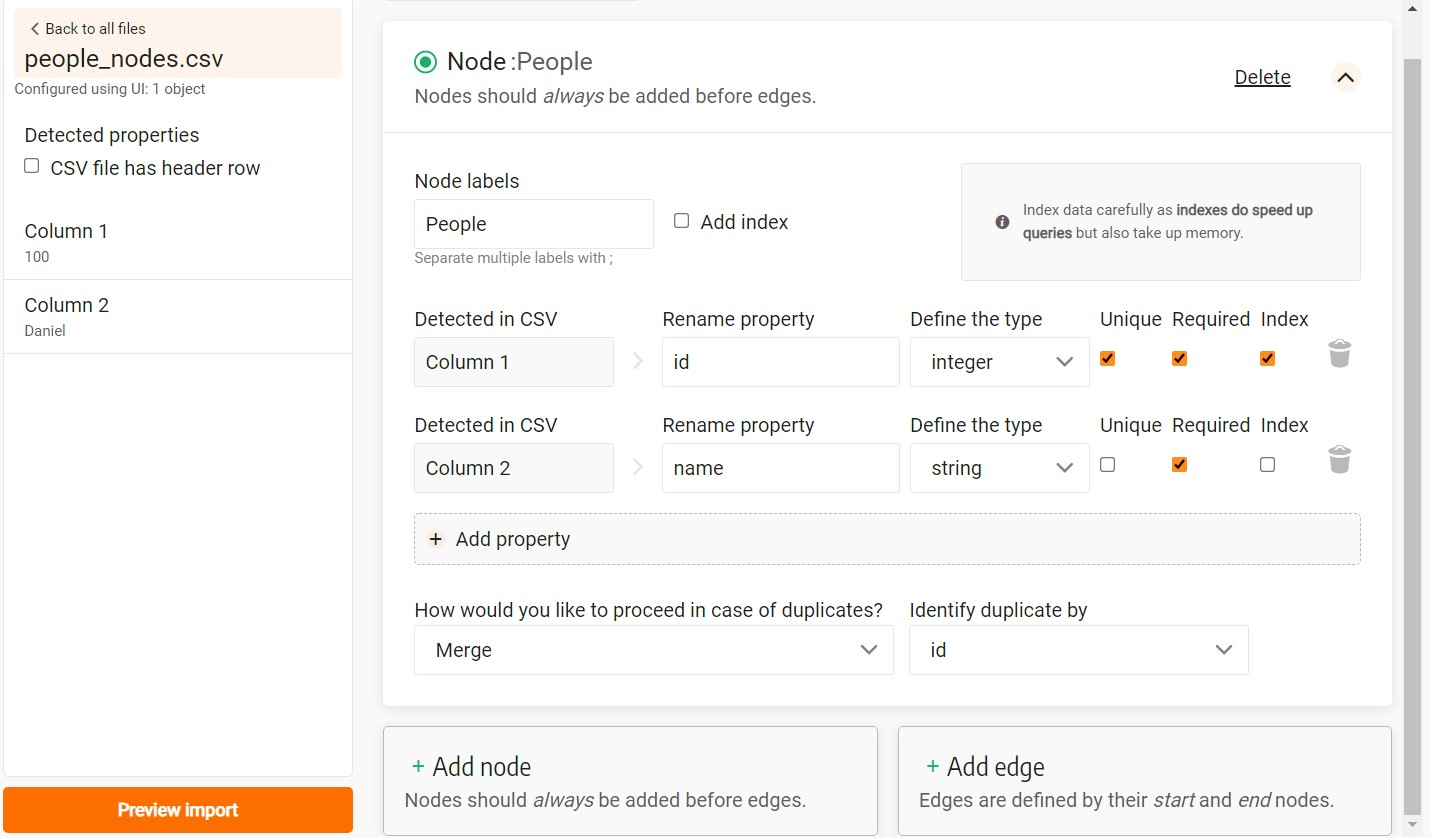 Back to all files
people_nodes.csv
Configured using UI: 1 object
Detected properties
CSV file has header row
Column 1
100
Column 2
Daniel
Preview import
Node :People
Nodes should always be added before edges.
Delete
Node labels
People
Add index
Separate multiple labels with ;
Index data carefully as indexes do speed up
queries but also take up memory.
Detected in CSV Rename property Define the type Unique Required Index
Column 1 id integer
Detected in CSV Rename property Define the type Unique Required Index
Column 2 name string
+ Add property
How would you like to proceed in case of duplicates? Identify duplicate by
Merge id
+ Add node
Nodes should always be added before edges.
+ Add edge
Edges are defined by their start and end nodes.